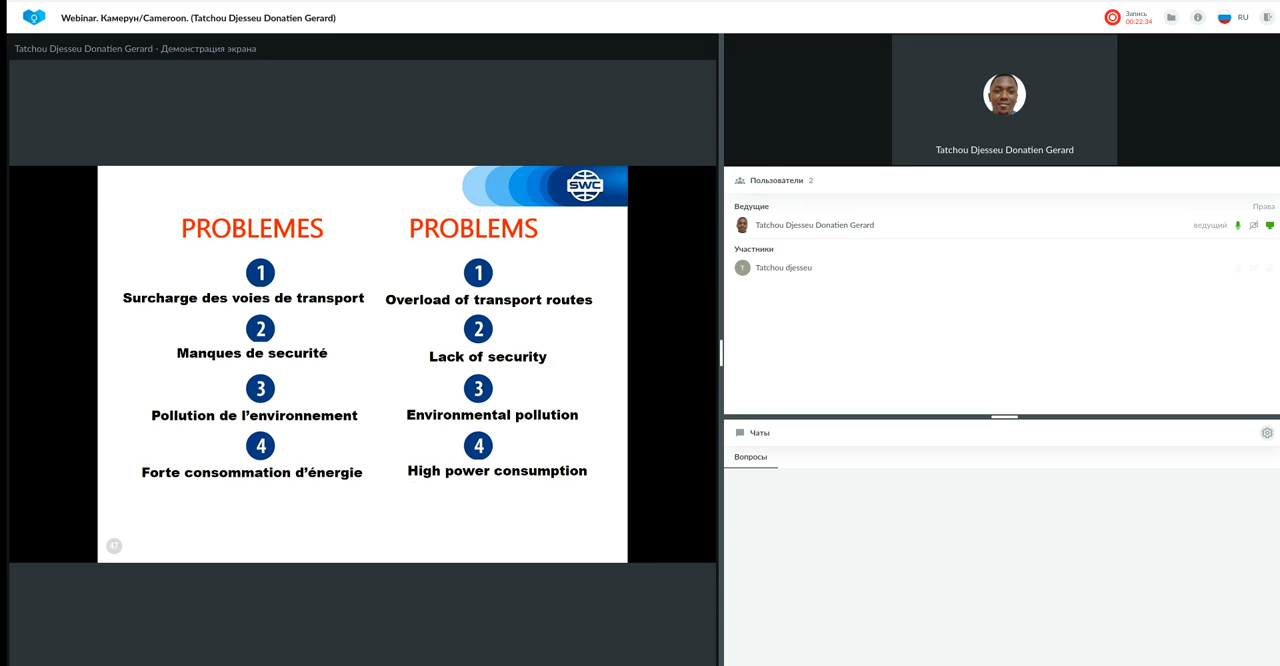 Webinar. Камерун/Cameroon. (Tatchou Djesseu Donatien Gerard)
Запись
00:22:34
RU
Tatchou Djesseu Donatien Gerard - Демонстрация экрана
SWC
PROBLEMES
1
Surcharge des voies de transport
2
Manques de securité
3
Pollution de l’environnement
4
Forte consommation d’énergie
PROBLEMS
1
Overload of transport routes
2
Lack of security
3
Environmental pollution
4
High power consumption
47
Tatchou Djesseu Donatien Gerard
Пользователи 2
Ведущие Права
Tatchou Djesseu Donatien Gerard ведущий
Участники
T Tatchou djesseu
Чаты
Вопросы